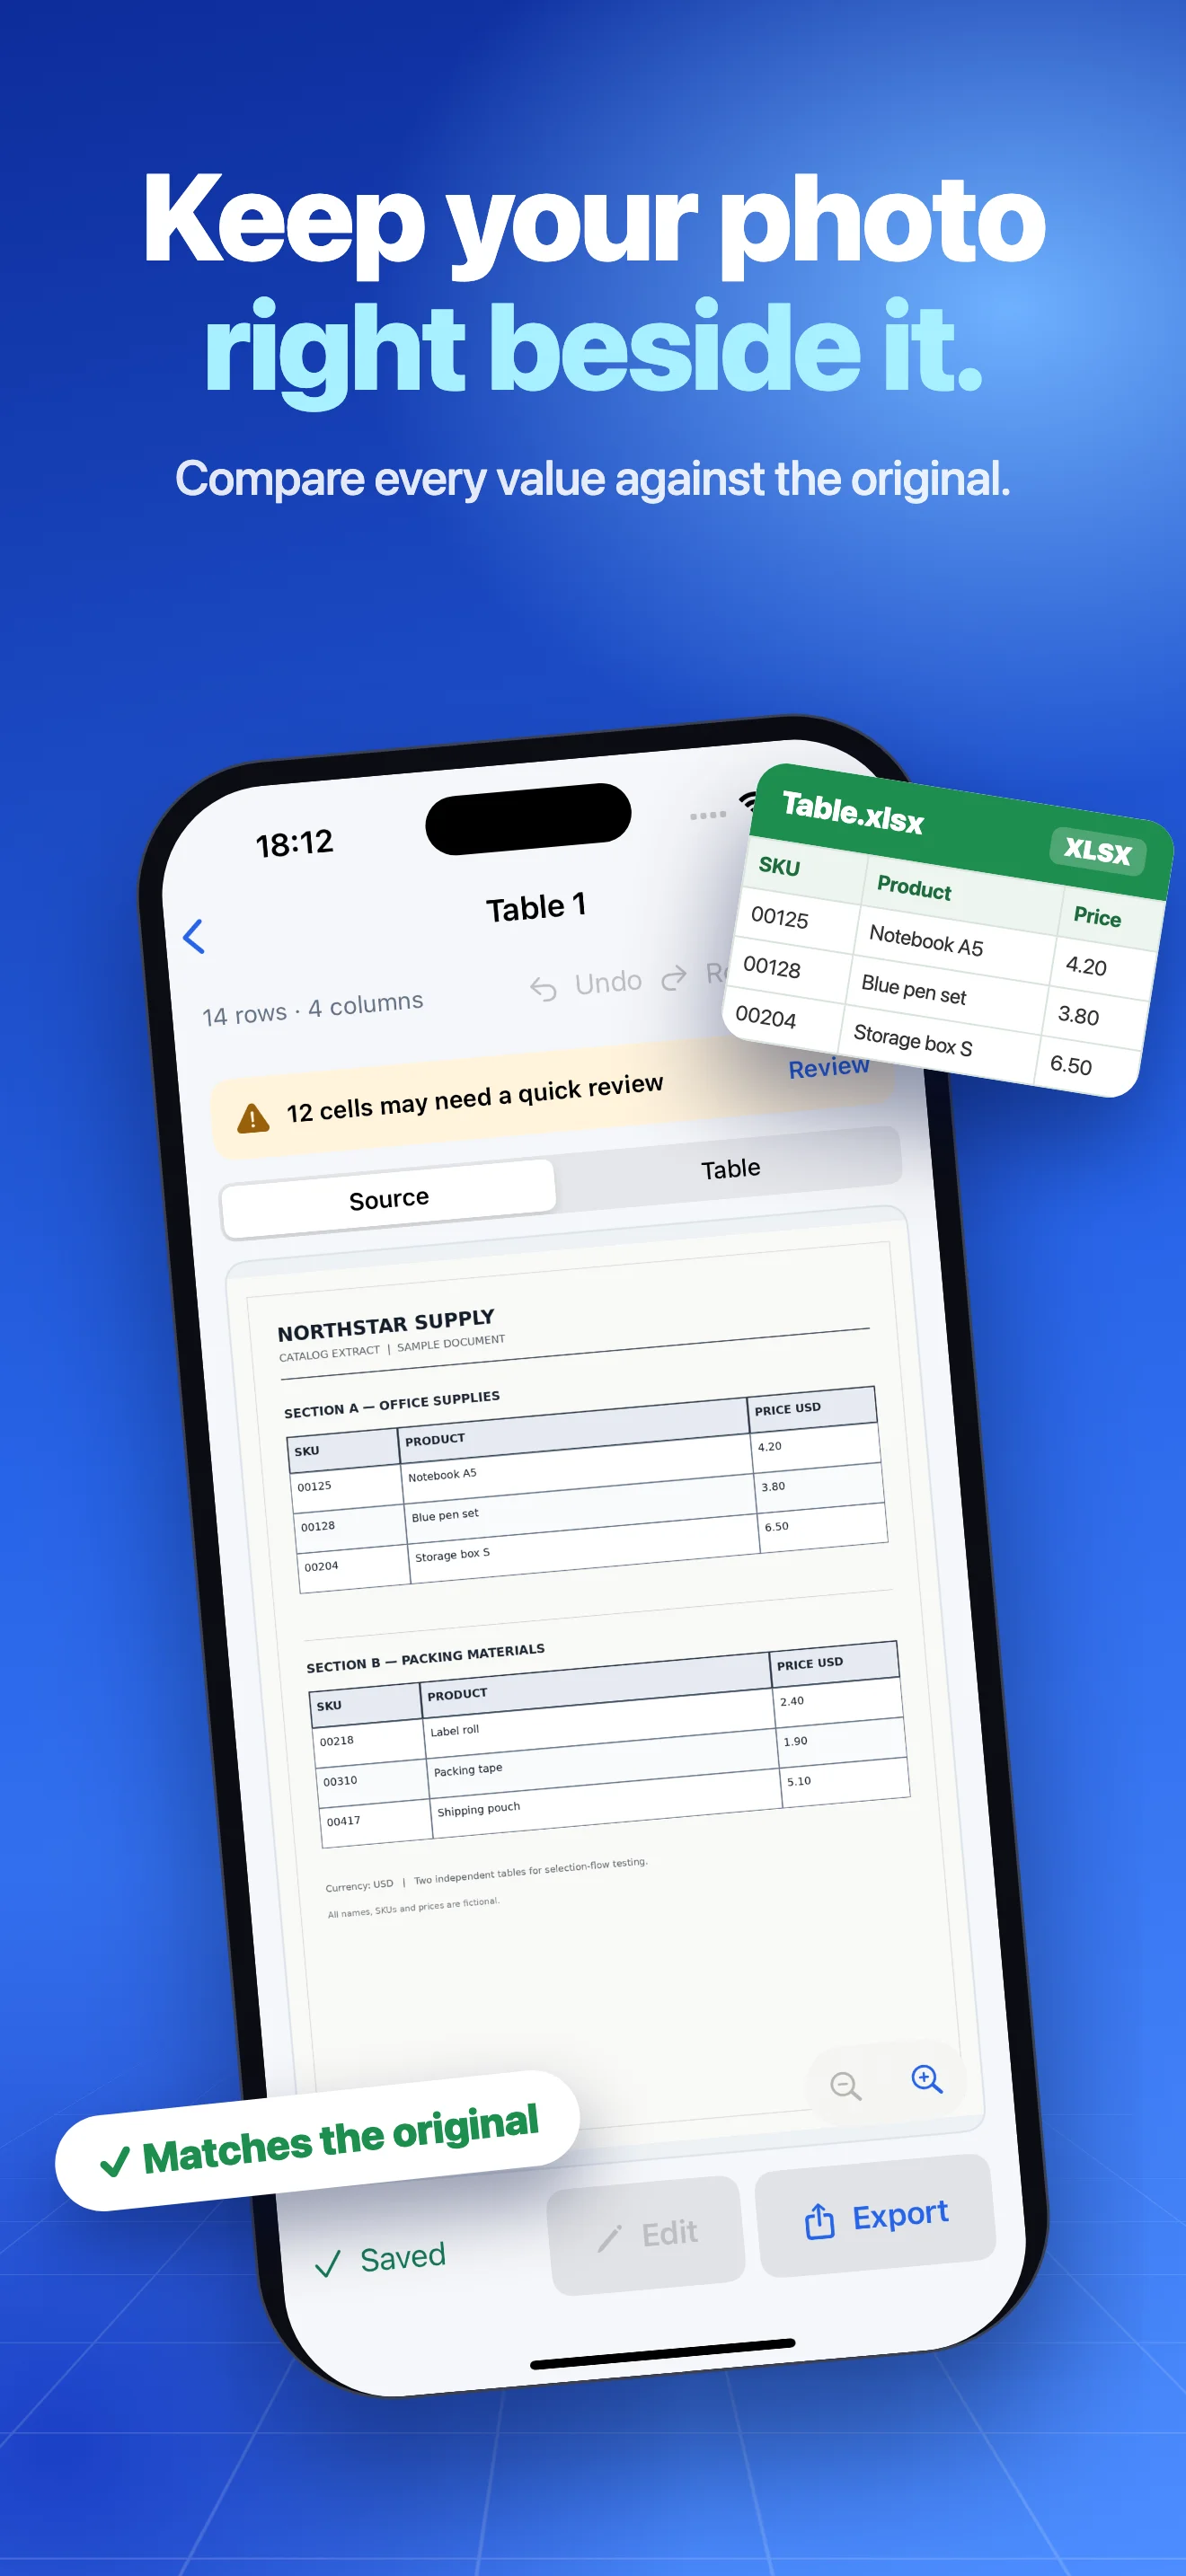 Keep your photo
right beside it.
Compare every value against the original.
18:12
Table 1
14 rows · 4 columns
Undo
Table.xlsx XLSX
SKU Product Price
00125 Notebook A5 4.20
00128 Blue pen set 3.80
00204 Storage box S 6.50
12 cells may need a quick review
Review
Source Table
NORTHSTAR SUPPLY
CATALOG EXTRACT | SAMPLE DOCUMENT
SECTION A — OFFICE SUPPLIES
SKU PRODUCT PRICE USD
00125 Notebook A5 4.20
00128 Blue pen set 3.80
00204 Storage box S 6.50
SECTION B — PACKING MATERIALS
SKU PRODUCT PRICE USD
00218 Label roll 2.40
00310 Packing tape 1.90
00417 Shipping pouch 5.10
Currency: USD | Two independent tables for selection-flow testing.
All names, SKUs and prices are fictional.
✓ Matches the original
✓ Saved
Edit
Export